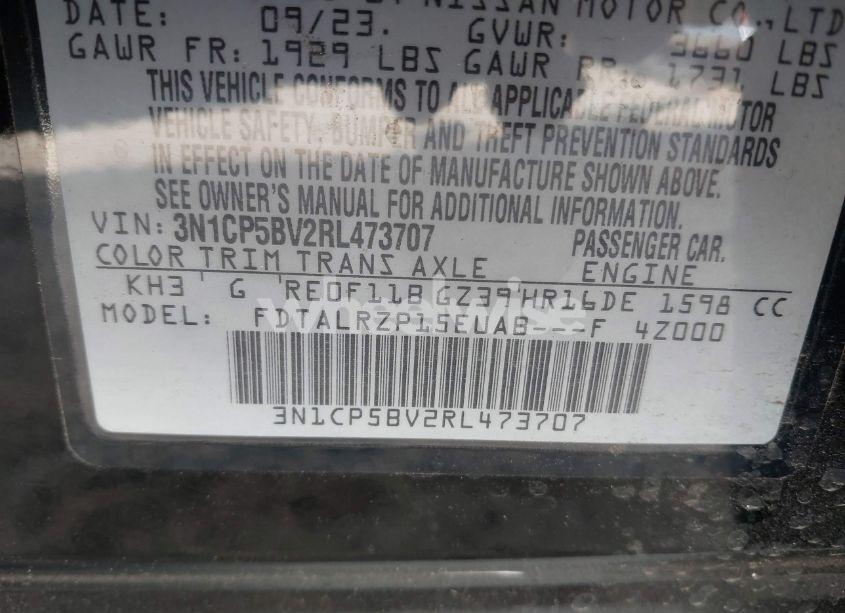 BY NISSAN MOTOR CO., LTD
DATE: 09/23. GVWR: 3660 LBS
GAWR FR: 1929 LBS GAWR RR: 1731 LBS
THIS VEHICLE CONFORMS TO ALL APPLICABLE FEDERAL MOTOR
VEHICLE SAFETY, BUMPER AND THEFT PREVENTION STANDARDS
IN EFFECT ON THE DATE OF MANUFACTURE SHOWN ABOVE.
SEE OWNER'S MANUAL FOR ADDITIONAL INFORMATION.
VIN: 3N1CP5BV2RL473707 PASSENGER CAR.
COLOR TRIM TRANS AXLE ENGINE
KH3 G RE0F11B GZ39 HR16DE 1598 CC
MODEL: FDTALRZP15EUAB---F 4Z000
3N1CP5BV2RL473707
wheelwise